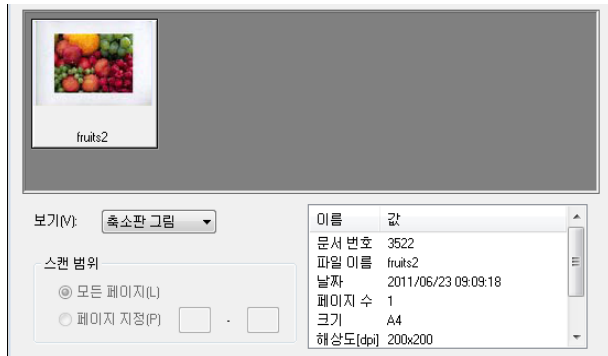 fruits2
보기(V): 축소판 그림
스캔 범위
모든 페이지(L)
페이지 지정(P) -
이름 값
문서 번호 3522
파일 이름 fruits2
날짜 2011/06/23 09:09:18
페이지 수 1
크기 A4
해상도[dpi] 200x200